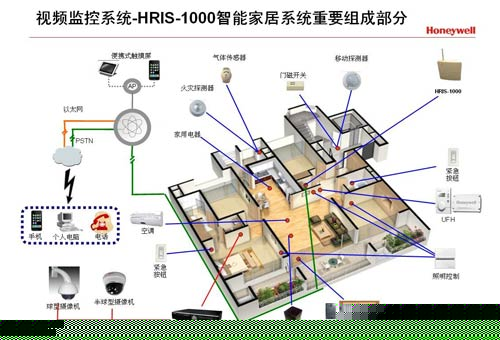 视频监控系统-HRIS-1000智能家居系统重要组成部分
Honeywell
便携式触摸屏
气体传感器
移动探测器
门磁开关
火灾探测器
AP
HRIS-1000
以太网
家用电器
PSTN
紧急
按钮
UFH
手机
个人电脑
电话
空调
紧急
按钮
照明控制
球型摄像机
半球型摄像机